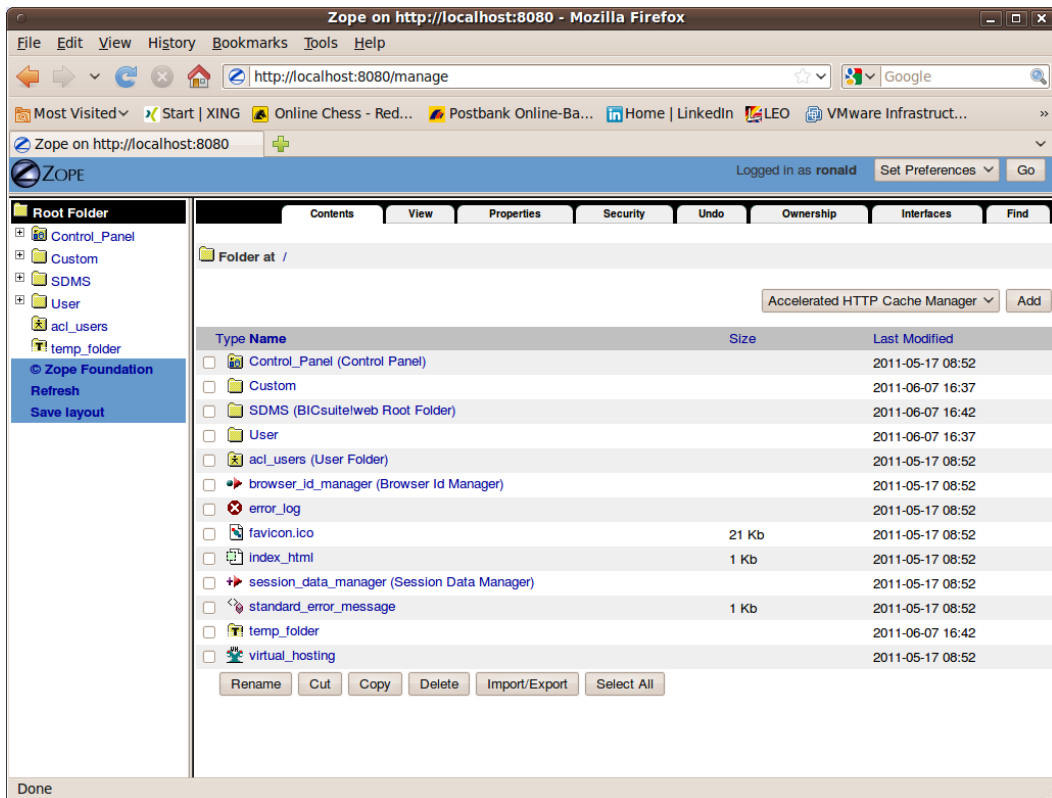 Zope on http://localhost:8080 - Mozilla Firefox
File Edit View History Bookmarks Tools Help
http://localhost:8080/manage Google
Most Visited Start | XING Online Chess - Red... Postbank Online-Ba... Home | LinkedIn LEO VMware Infrastruct... »
Zope on http://localhost:8080
ZOPE Logged in as ronald Set Preferences Go
Root Folder
Control_Panel
Custom
SDMS
User
acl_users
temp_folder
© Zope Foundation
Refresh
Save layout
Contents View Properties Security Undo Ownership Interfaces Find
Folder at /
Accelerated HTTP Cache Manager Add
Type Name Size Last Modified
Control_Panel (Control Panel) 2011-05-17 08:52
Custom 2011-06-07 16:37
SDMS (BICsuite!web Root Folder) 2011-06-07 16:42
User 2011-06-07 16:37
acl_users (User Folder) 2011-05-17 08:52
browser_id_manager (Browser Id Manager) 2011-05-17 08:52
error_log 2011-05-17 08:52
favicon.ico 21 Kb 2011-05-17 08:52
index_html 1 Kb 2011-05-17 08:52
session_data_manager (Session Data Manager) 2011-05-17 08:52
standard_error_message 1 Kb 2011-05-17 08:52
temp_folder 2011-06-07 16:42
virtual_hosting 2011-05-17 08:52
Rename Cut Copy Delete Import/Export Select All
Done